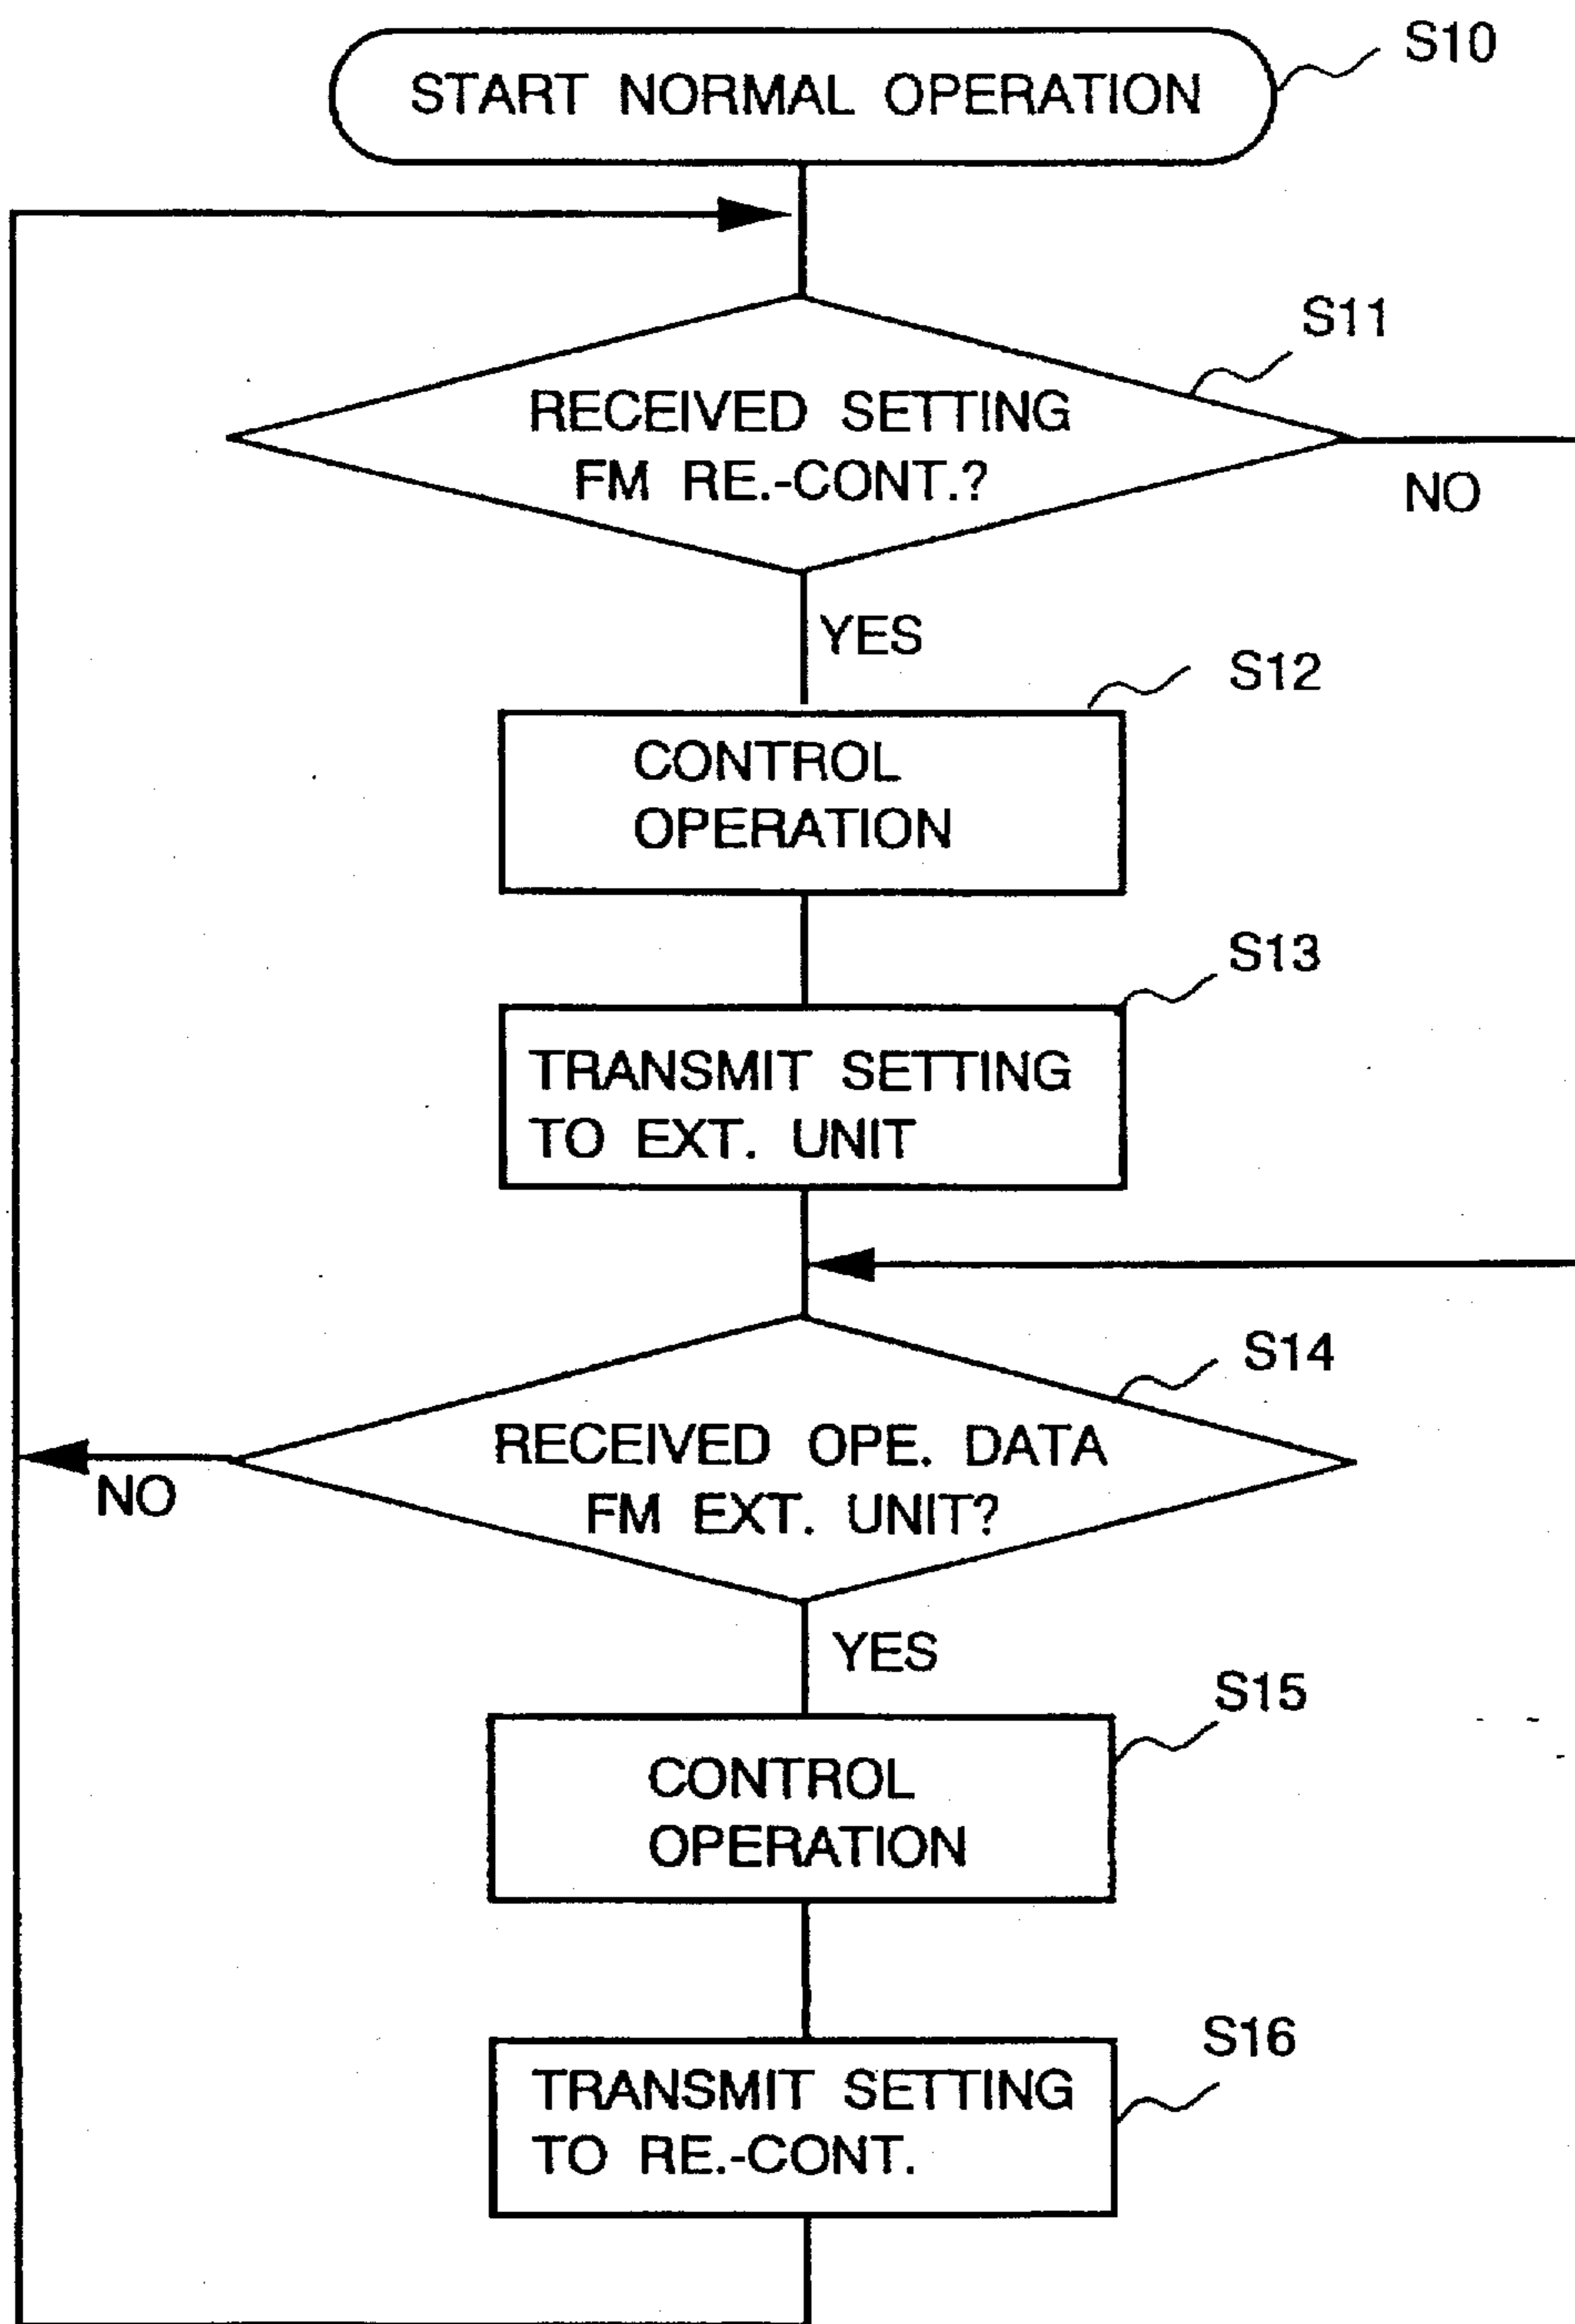 START NORMAL OPERATION
S10
S11
RECEIVED SETTING
FM RE.-CONT.?
NO
YES
S12
CONTROL
OPERATION
S13
TRANSMIT SETTING
TO EXT. UNIT
S14
RECEIVED OPE. DATA
FM EXT. UNIT?
NO
YES
S15
CONTROL
OPERATION
S16
TRANSMIT SETTING
TO RE.-CONT.